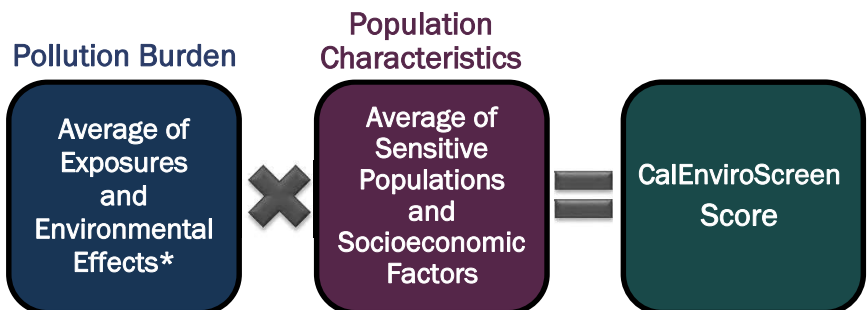 Pollution Burden
Population
Characteristics
Average of
Exposures
and
Environmental
Effects*
Average of
Sensitive
Populations
and
Socioeconomic
Factors
CalEnviroScreen
Score